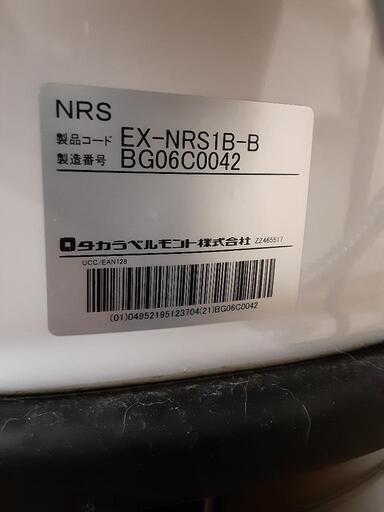 NRS
製品コード EX-NRS1B-B
製造番号 BG06C0042
タカラベルモント株式会社 ZZ465517
UCC/EAN128
(01)04952195123704(21)BG06C0042